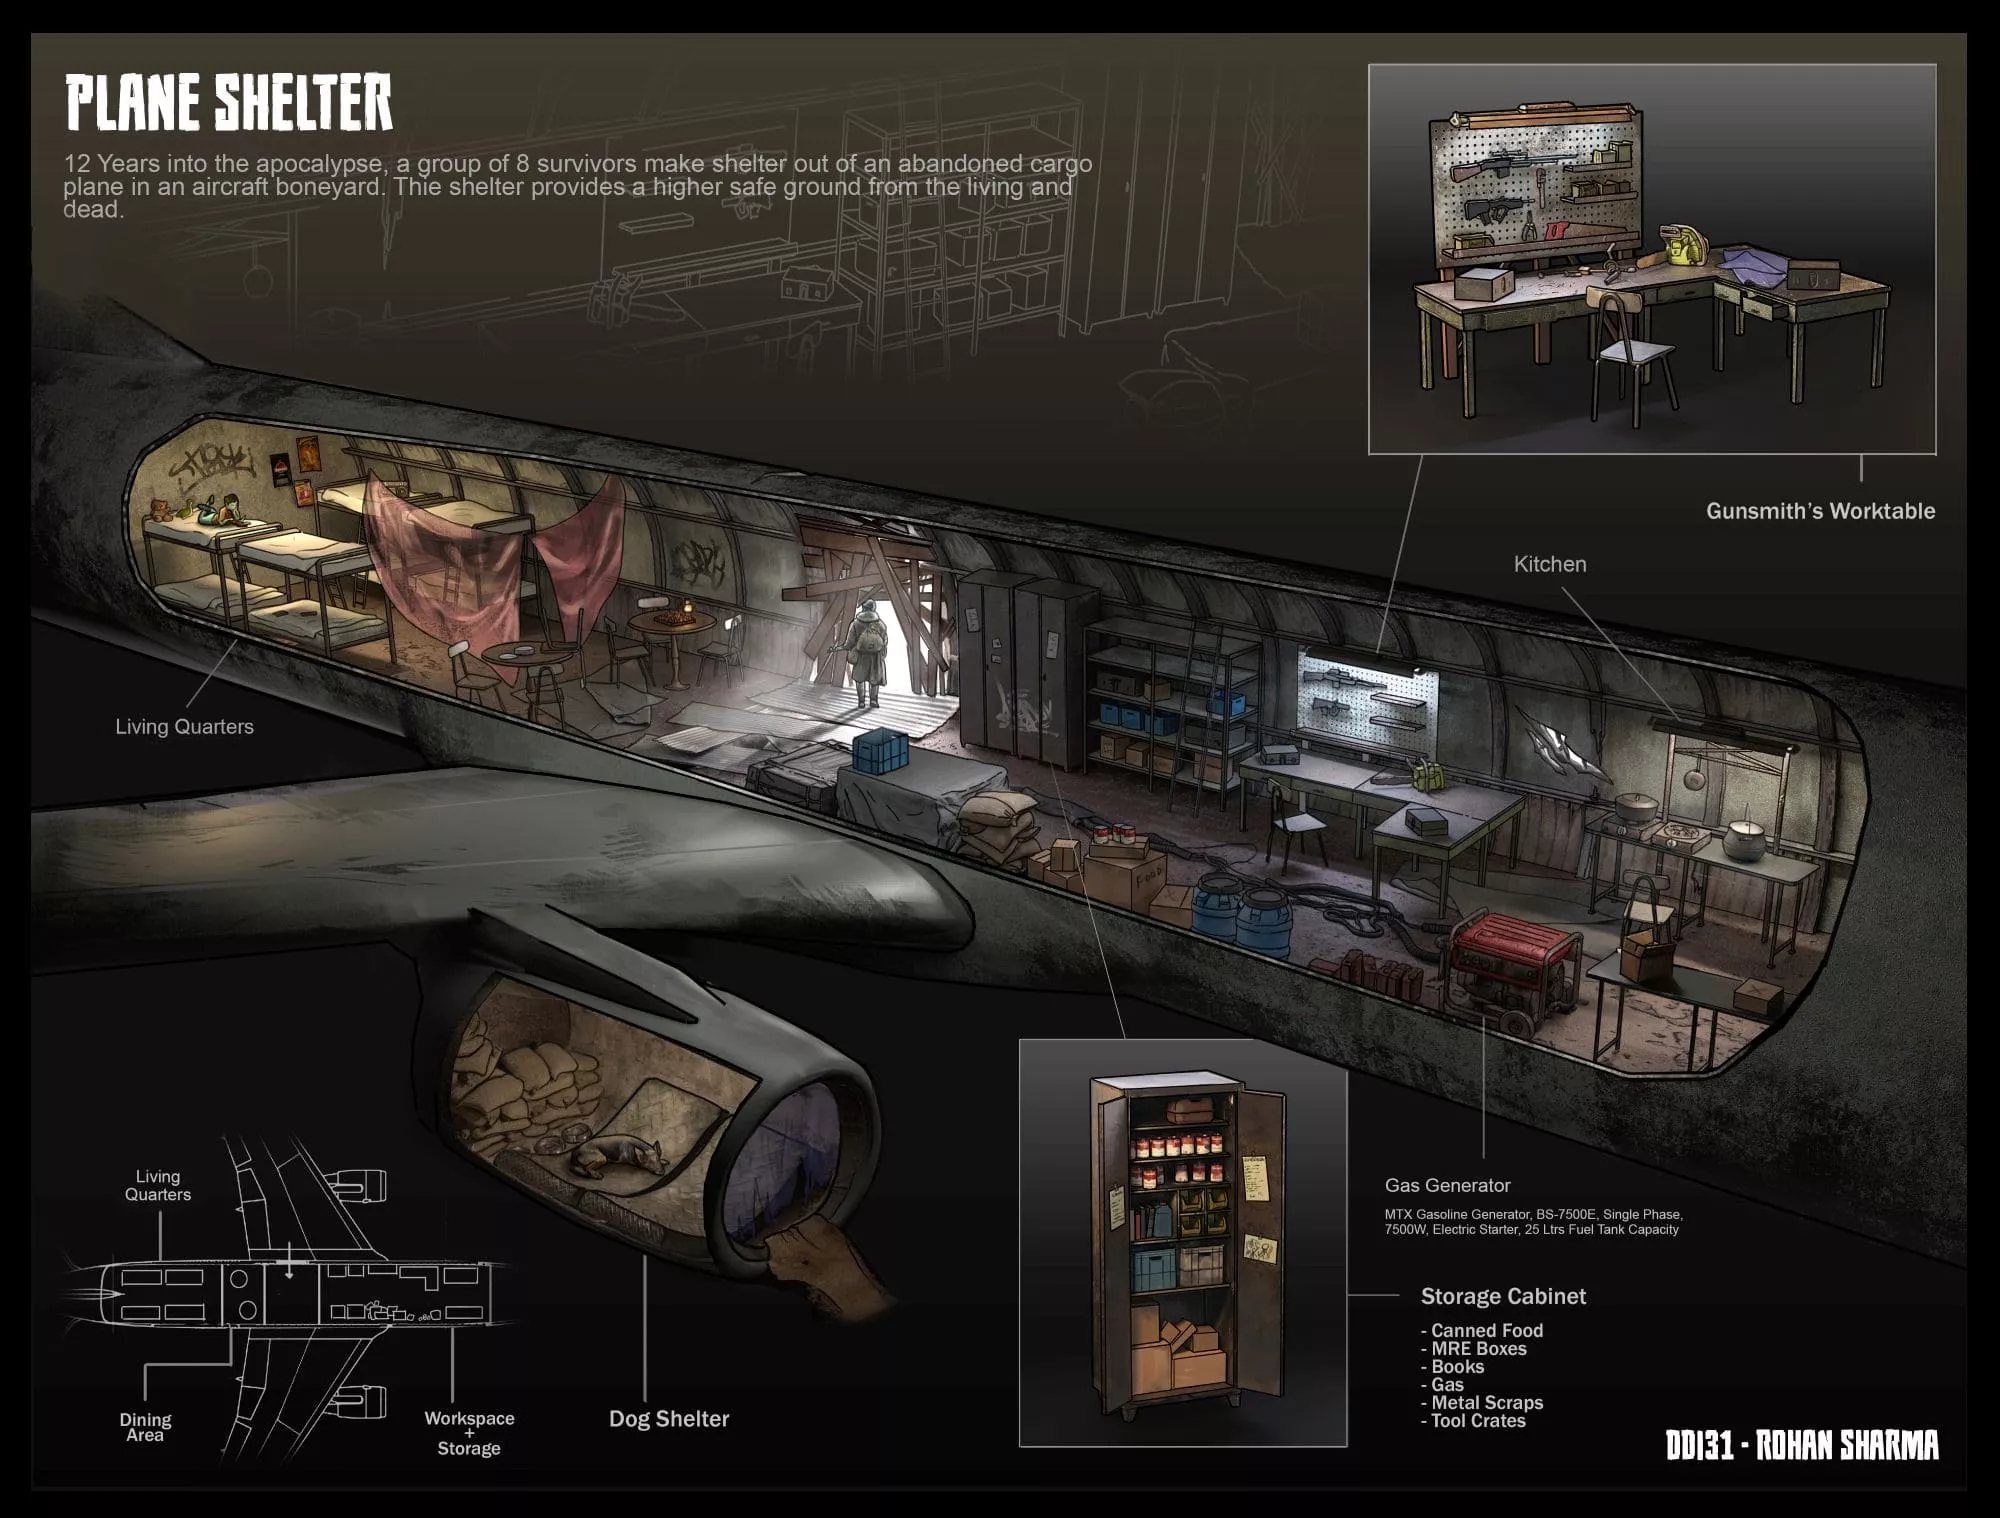 PLANE SHELTER
12 Years into the apocalypse, a group of 8 survivors make shelter out of an abandoned cargo
plane in an aircraft boneyard. Thie shelter provides a higher safe ground from the living and
dead.
Gunsmith's Worktable
Kitchen
Living Quarters
FOOD
Gas Generator
MTX Gasoline Generator, BS-7500E, Single Phase,
7500W, Electric Starter, 25 Ltrs Fuel Tank Capacity
Storage Cabinet
- Canned Food
- MRE Boxes
- Books
- Gas
- Metal Scraps
- Tool Crates
Living
Quarters
Dining
Area
Workspace
+
Storage
Dog Shelter
DD131 - ROHAN SHARMA